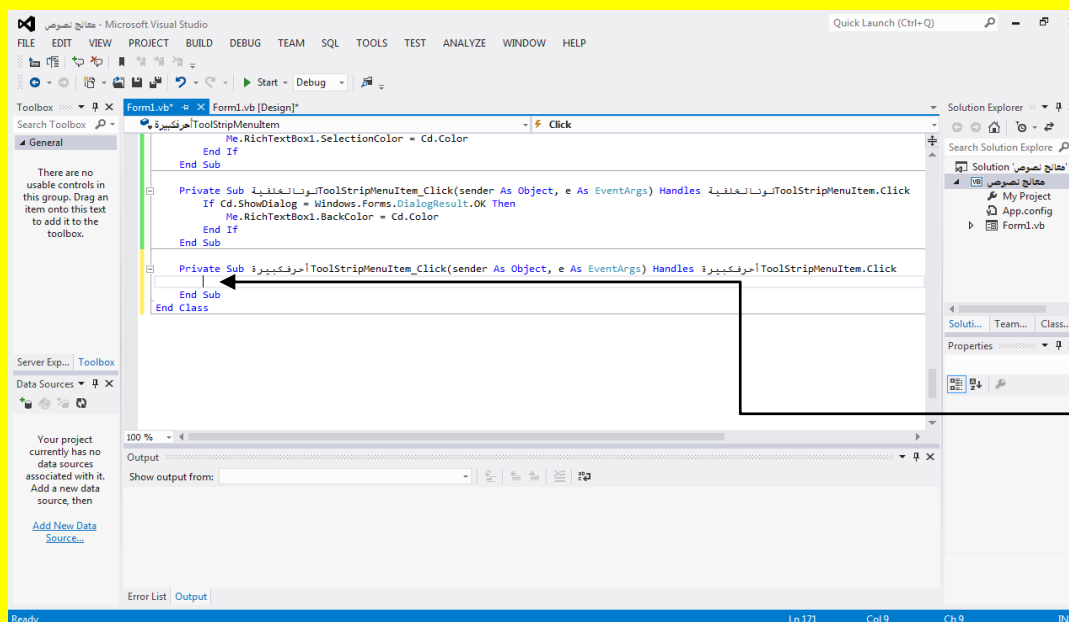 معالج نصوص - Microsoft Visual Studio
Quick Launch (Ctrl+Q)
FILE EDIT VIEW PROJECT BUILD DEBUG TEAM SQL TOOLS TEST ANALYZE WINDOW HELP
Start Debug
Toolbox
Search Toolbox
General
There are no
usable controls in
this group. Drag an
item onto this text
to add it to the
toolbox.
Server Exp... Toolbox
Data Sources
Your project
currently has no
data sources
associated with it.
Add a new data
source, then
Add New Data
Source...
Form1.vb* Form1.vb [Design]*
أحرفكبيرةToolStripMenuItem Click
Me.RichTextBox1.SelectionColor = Cd.Color
End If
End Sub
Private Sub لونالخلفيةToolStripMenuItem_Click(sender As Object, e As EventArgs) Handles لونالخلفيةToolStripMenuItem.Click
If Cd.ShowDialog = Windows.Forms.DialogResult.OK Then
Me.RichTextBox1.BackColor = Cd.Color
End If
End Sub
Private Sub أحرفكبيرةToolStripMenuItem_Click(sender As Object, e As EventArgs) Handles أحرفكبيرةToolStripMenuItem.Click
End Sub
End Class
100 %
Output
Show output from:
Error List Output
Solution Explorer
Search Solution Explore
Solution 'معالج نصوص'
معالج نصوص
My Project
App.config
Form1.vb
Soluti... Team... Class...
Properties
Ready Ln 171 Col 9 Ch 9 IN